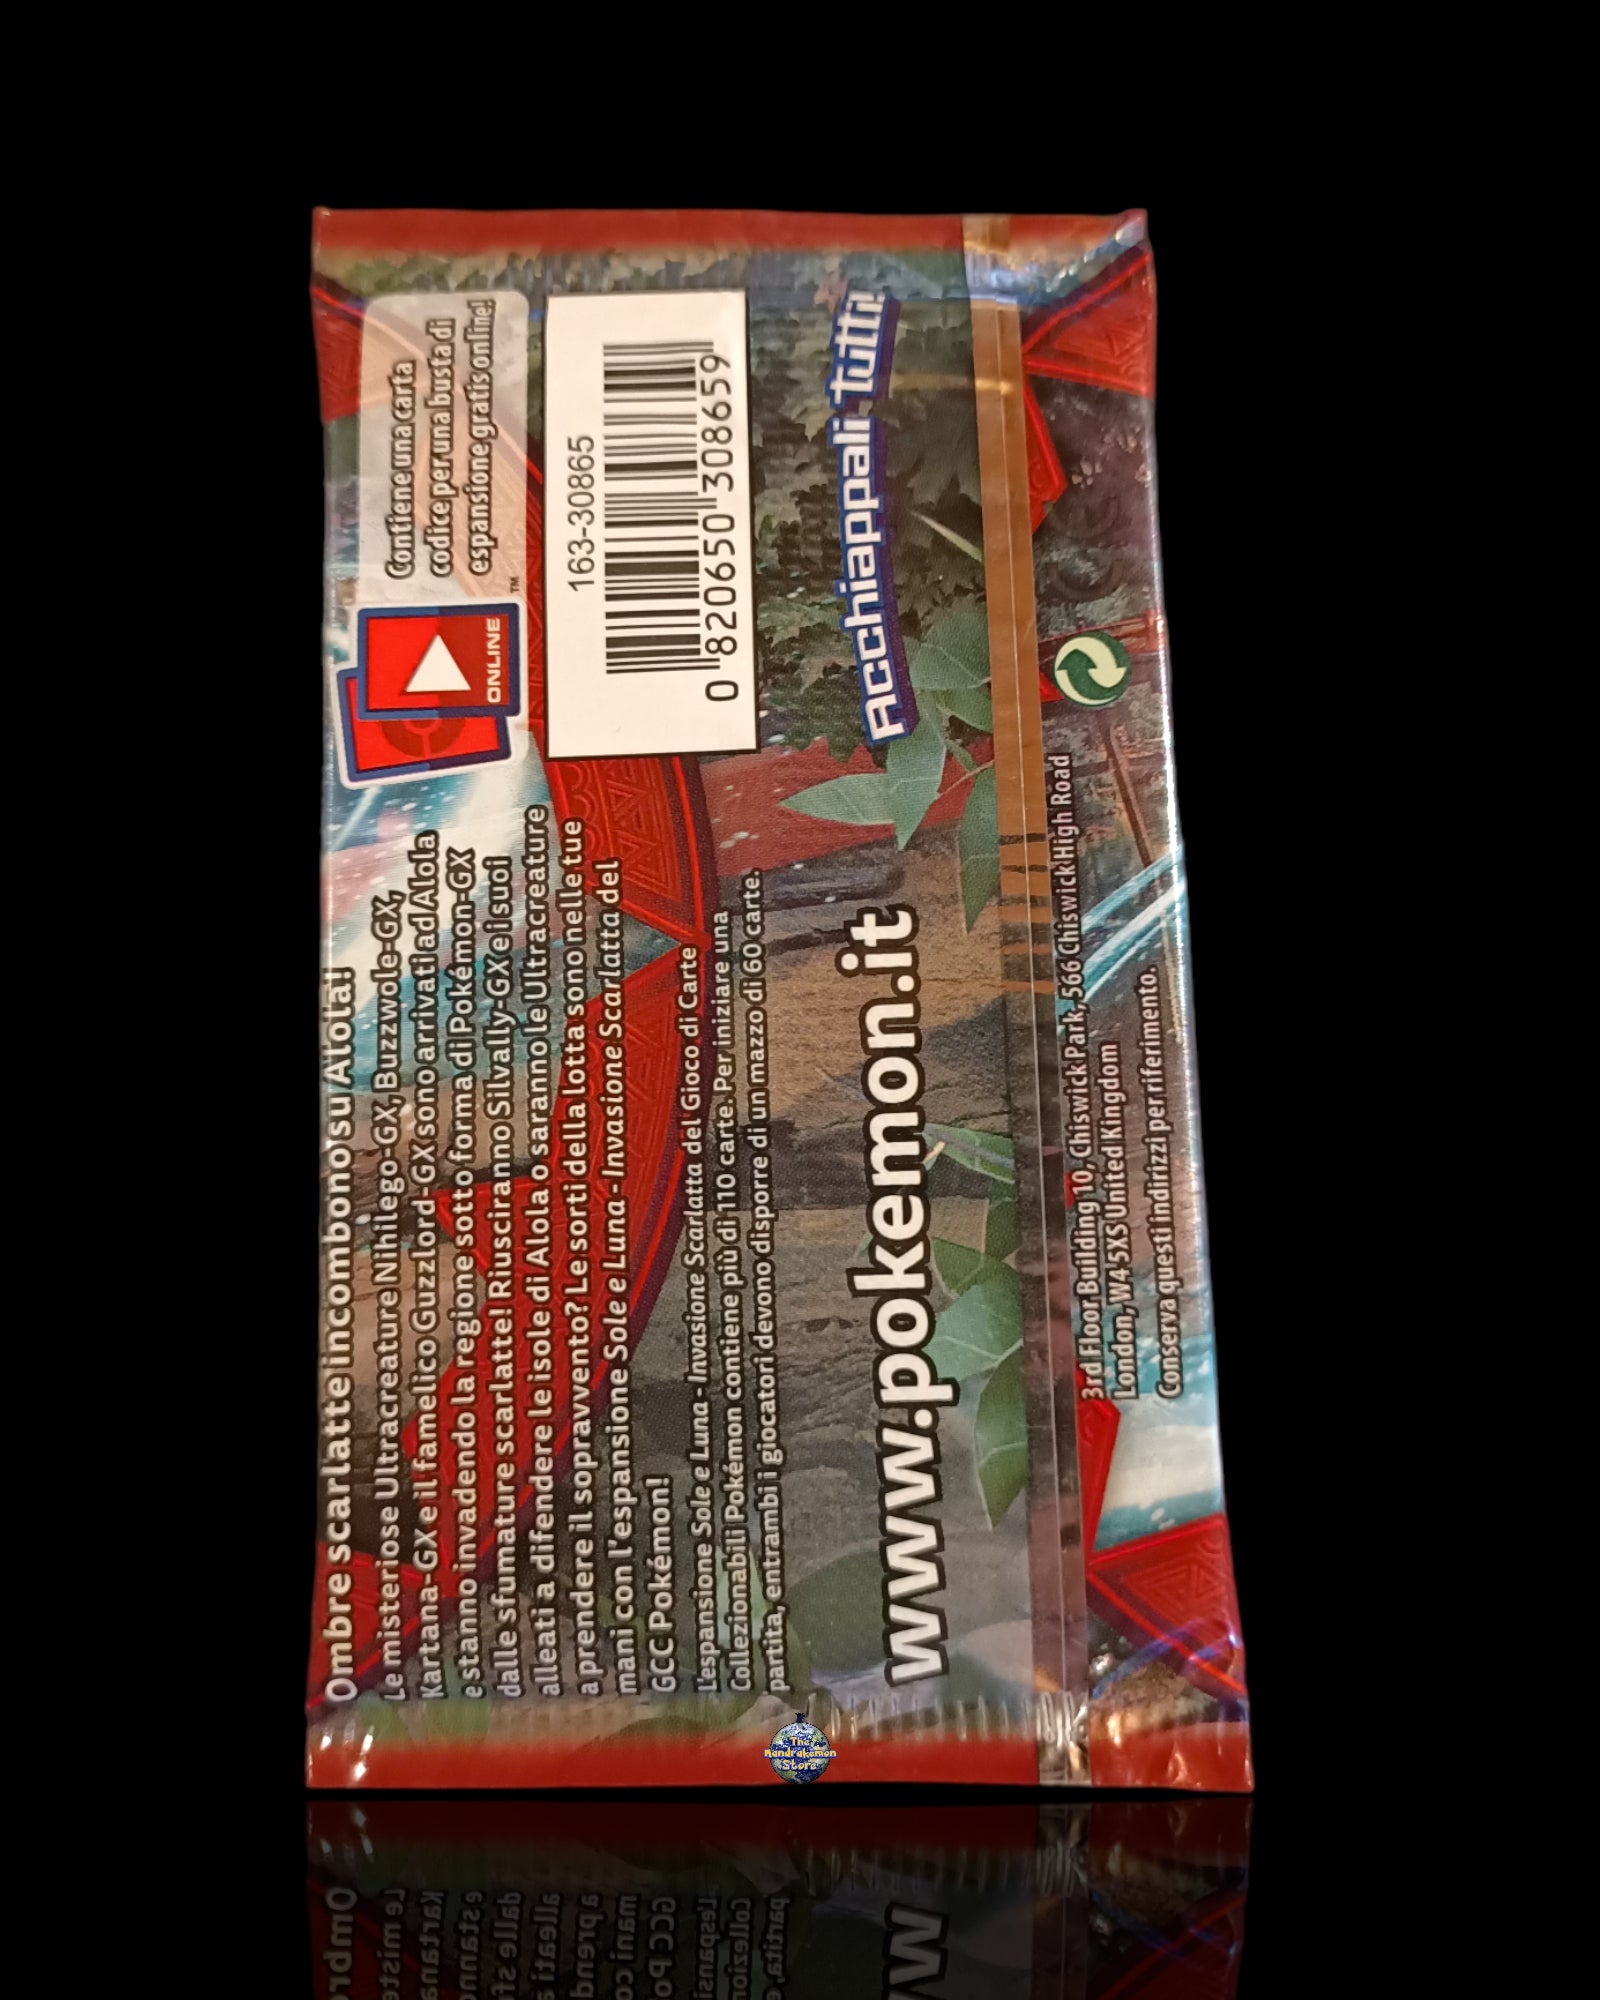 Ombre scarlatte incombono su Alola!
Le misteriose Ultracreature Nihilego-GX, Buzzwole-GX,
Kartana-GX e il famelico Guzzlord-GX sono arrivati ad Alola
e stanno invadendo la regione sotto forma di Pokémon-GX
dalle sfumature scarlatte! Riusciranno Silvally-GX e i suoi
alleati a difendere le isole di Alola o saranno le Ultracreature
a prendere il sopravvento? Le sorti della lotta sono nelle tue
mani con l'espansione Sole e Luna - Invasione Scarlatta del
GCC Pokémon!
L'espansione Sole e Luna - Invasione Scarlatta del Gioco di Carte
Collezionabili Pokémon contiene più di 110 carte. Per iniziare una
partita, entrambi i giocatori devono disporre di un mazzo di 60 carte.
www.pokemon.it
ONLINE
™
Contiene una carta
codice per una busta di
espansione gratis online!
163-30865
0 820650 308659
Acchiappali tutti!
3rd Floor Building 10, Chiswick Park, 566 Chiswick High Road
London, W4 5XS United Kingdom
Conserva questi indirizzi per riferimento.
The
Mandrakemon
Store